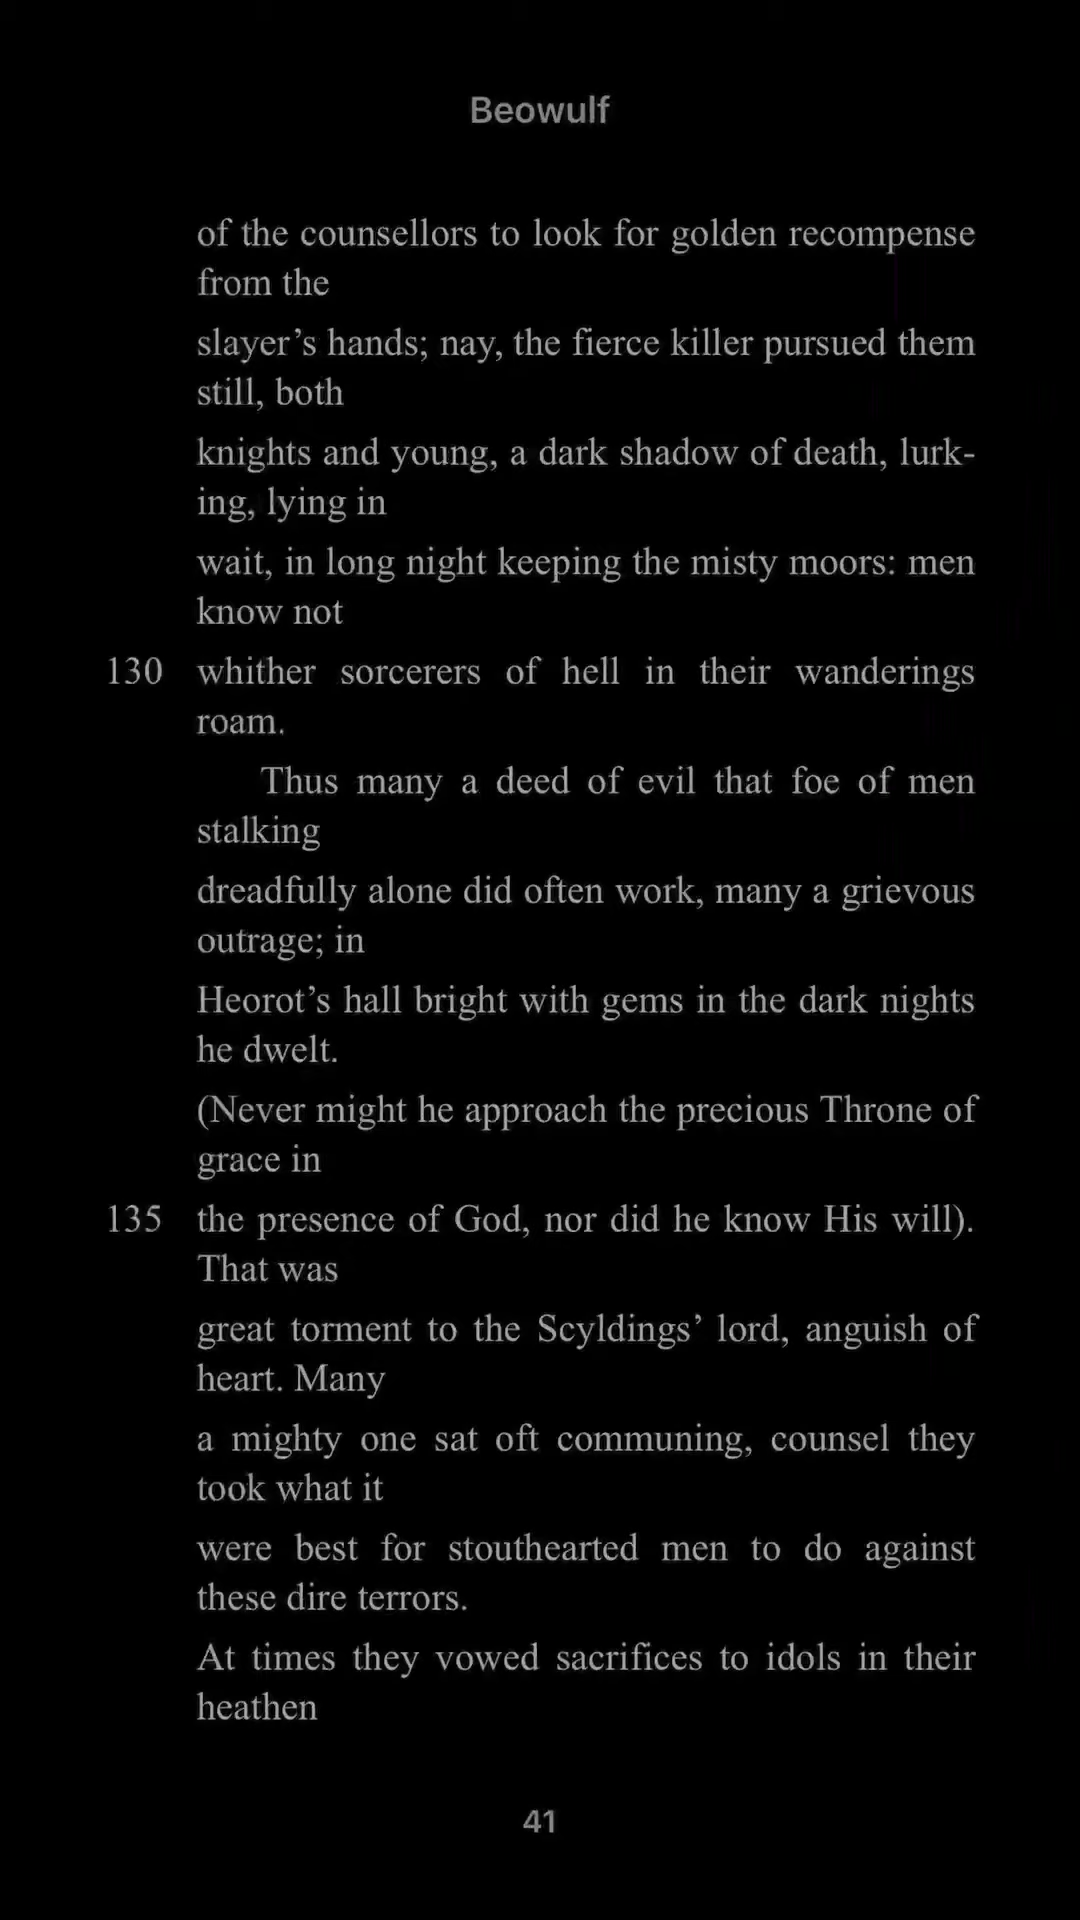 Beowulf
of the counsellors to look for golden recompense
from the
slayer’s hands; nay, the fierce killer pursued them
still, both
knights and young, a dark shadow of death, lurk-
ing, lying in
wait, in long night keeping the misty moors: men
know not
130 whither sorcerers of hell in their wanderings
roam.
Thus many a deed of evil that foe of men
stalking
dreadfully alone did often work, many a grievous
outrage; in
Heorot’s hall bright with gems in the dark nights
he dwelt.
(Never might he approach the precious Throne of
grace in
135 the presence of God, nor did he know His will).
That was
great torment to the Scyldings’ lord, anguish of
heart. Many
a mighty one sat oft communing, counsel they
took what it
were best for stouthearted men to do against
these dire terrors.
At times they vowed sacrifices to idols in their
heathen
41